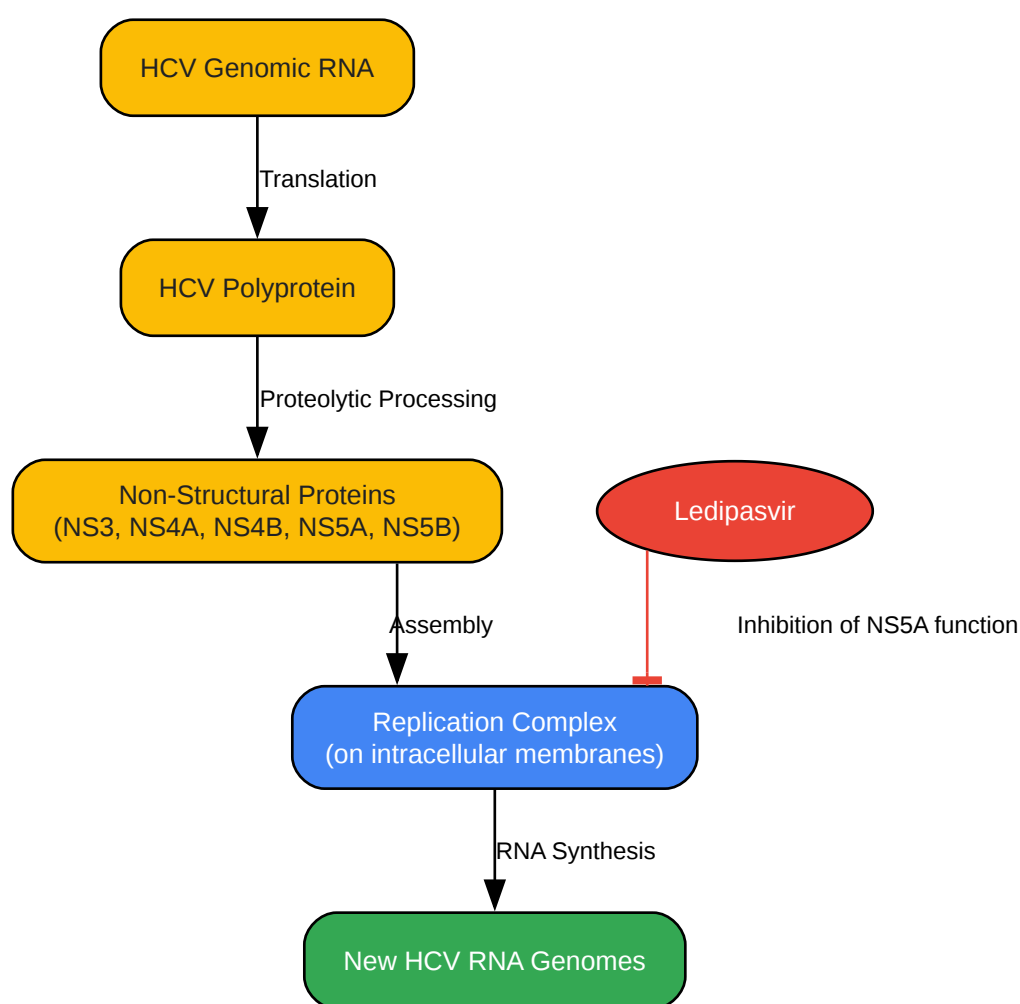 HCV Genomic RNA
Translation
HCV Polyprotein
Proteolytic Processing
Non-Structural Proteins
(NS3, NS4A, NS4B, NS5A, NS5B)
Ledipasvir
Assembly
Inhibition of NS5A function
Replication Complex
(on intracellular membranes)
RNA Synthesis
New HCV RNA Genomes